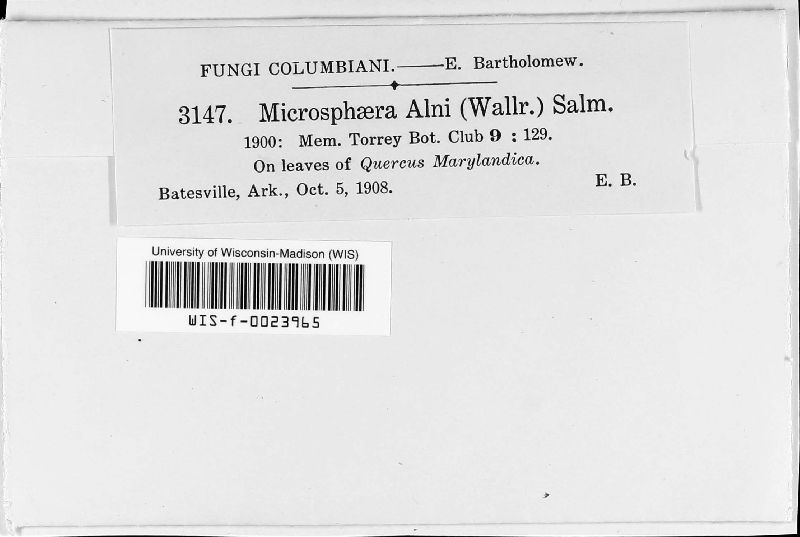 FUNGI COLUMBIANI.——E. Bartholomew.
3147. Microsphæra Alni (Wallr.) Salm.
1900: Mem. Torrey Bot. Club 9 : 129.
On leaves of Quercus Marylandica.
Batesville, Ark., Oct. 5, 1908. E. B.
University of Wisconsin-Madison (WIS)
WIS-f-0023965